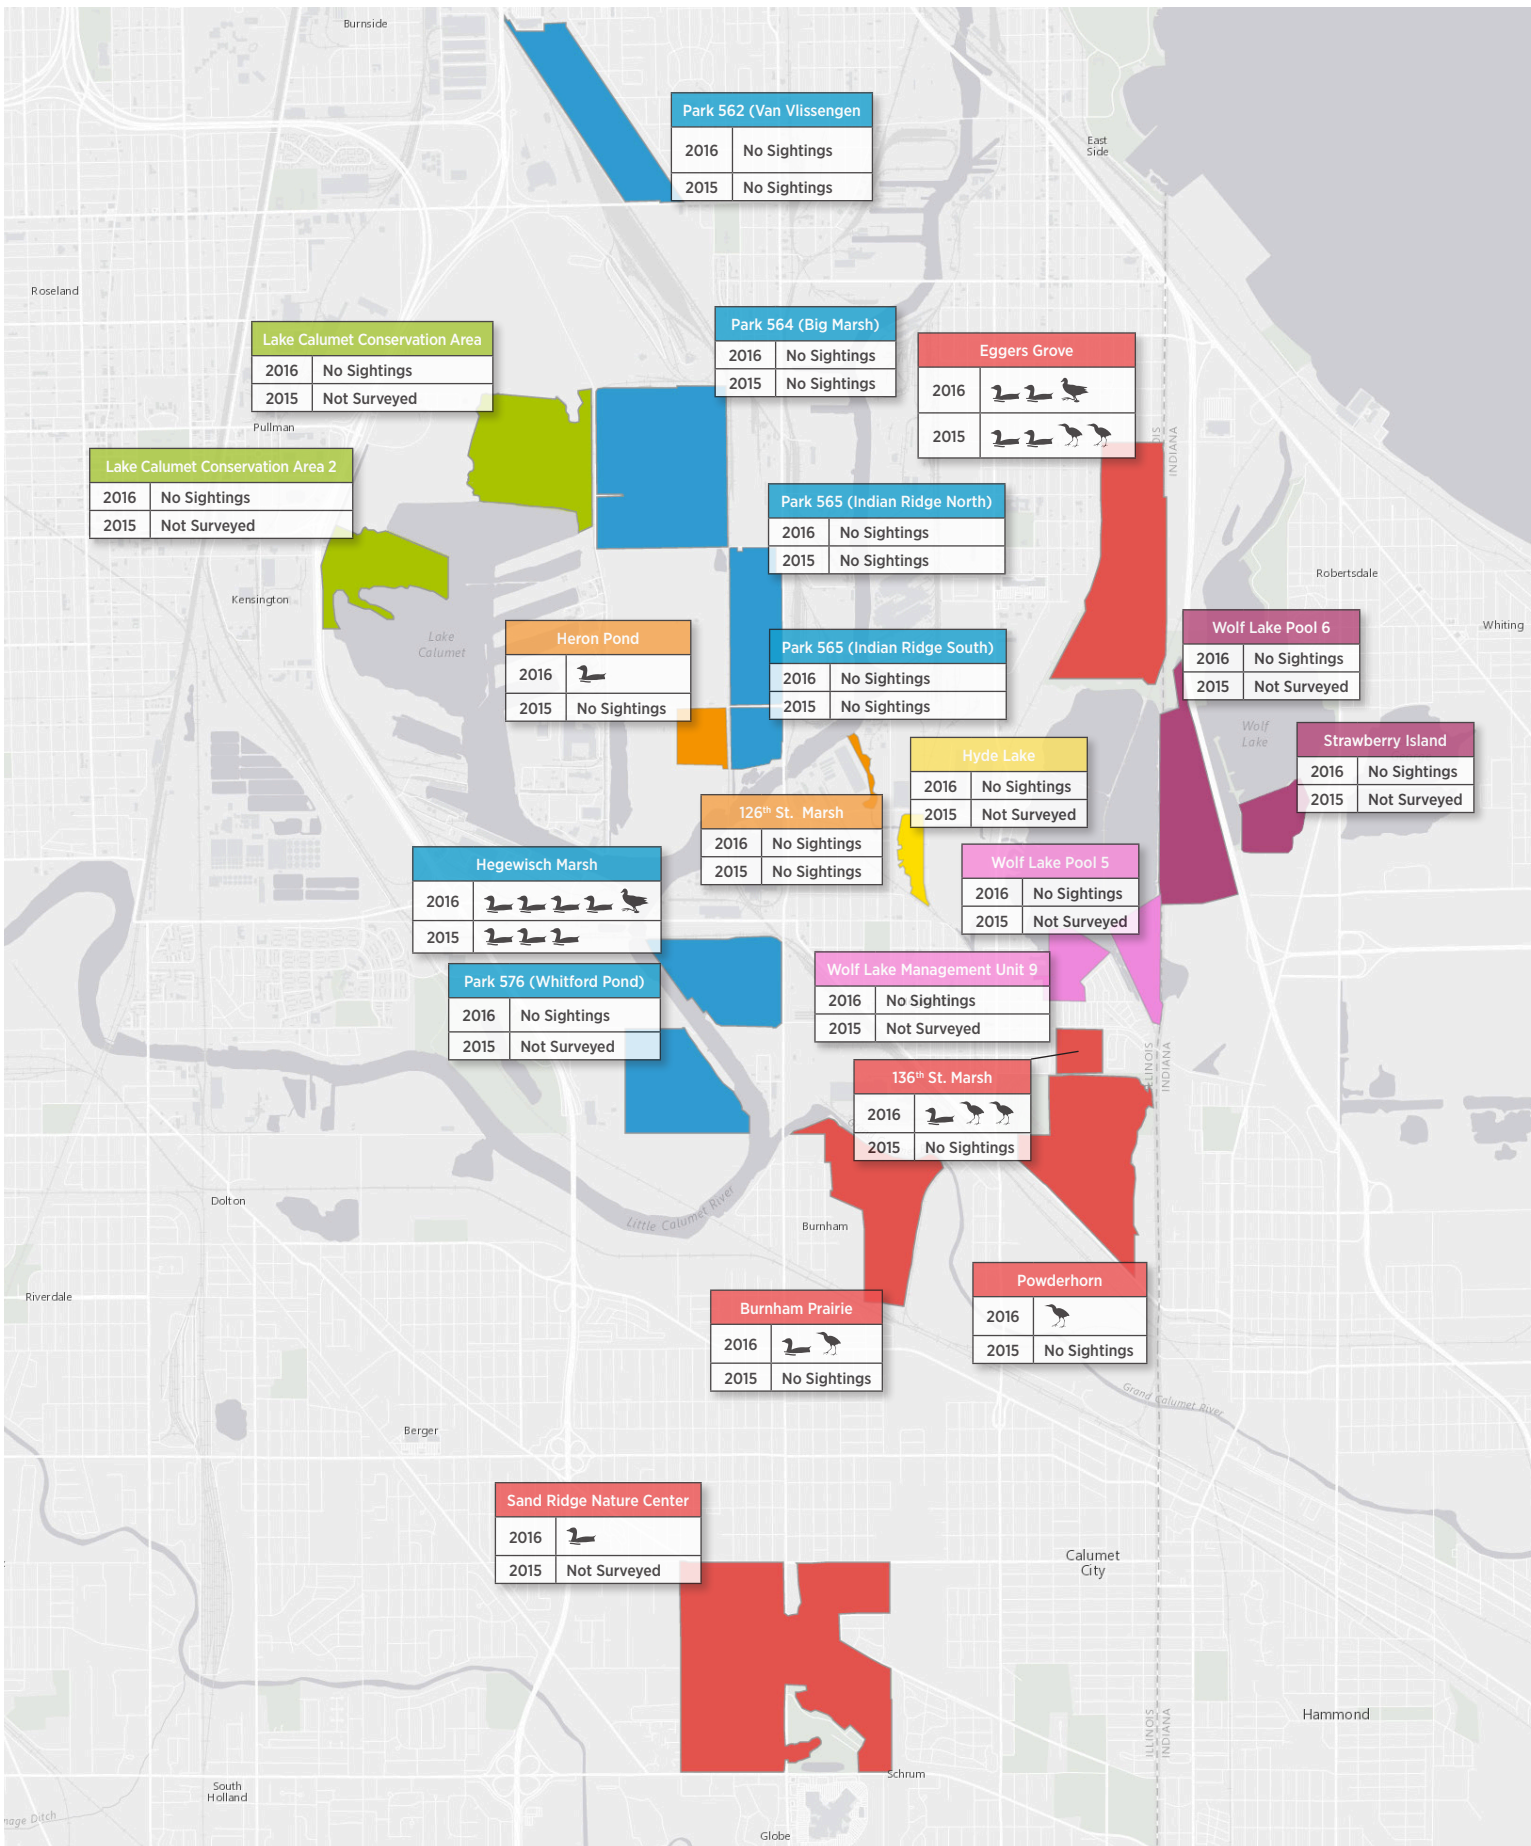 Burnside
Park 562 (Van Vlissengen
2016 No Sightings
2015 No Sightings
East
Side
Roseland
Lake Calumet Conservation Area
2016 No Sightings
2015 Not Surveyed
Pullman
Park 564 (Big Marsh)
2016 No Sightings
2015 No Sightings
Eggers Grove
2016
2015
INDIANA
Lake Calumet Conservation Area 2
2016 No Sightings
2015 Not Surveyed
Park 565 (Indian Ridge North)
2016 No Sightings
2015 No Sightings
Robertsdale
Kensington
Lake
Calumet
Heron Pond
2016
2015 No Sightings
Park 565 (Indian Ridge South)
2016 No Sightings
2015 No Sightings
Wolf Lake Pool 6
2016 No Sightings
2015 Not Surveyed
Whiting
Wolf
Lake
Strawberry Island
2016 No Sightings
2015 Not Surveyed
Hyde Lake
2016 No Sightings
2015 Not Surveyed
126th St. Marsh
2016 No Sightings
2015 No Sightings
Hegewisch Marsh
2016
2015
Wolf Lake Pool 5
2016 No Sightings
2015 Not Surveyed
Park 576 (Whitford Pond)
2016 No Sightings
2015 Not Surveyed
Wolf Lake Management Unit 9
2016 No Sightings
2015 Not Surveyed
ILLINOIS
INDIANA
136th St. Marsh
2016
2015 No Sightings
Dolton
Little Calumet River
Burnham
Riverdale
Burnham Prairie
2016
2015 No Sightings
Powderhorn
2016
2015 No Sightings
Grand Calumet River
Berger
Sand Ridge Nature Center
2016
2015 Not Surveyed
Calumet
City
Hammond
ILLINOIS
INDIANA
Schrum
South
Holland
nage Ditch
Globe